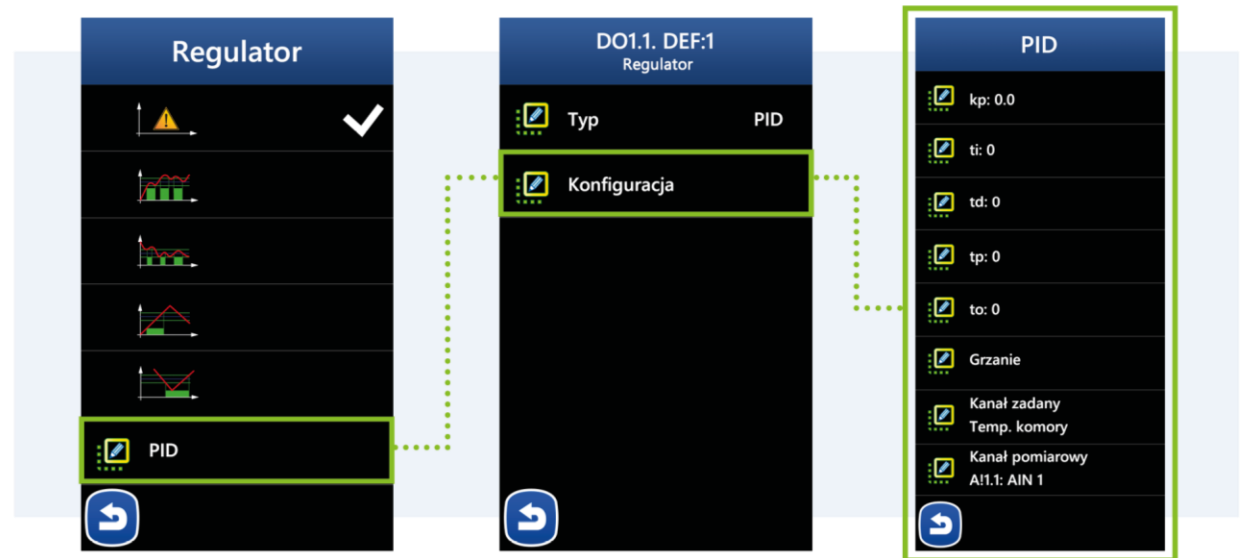 Regulator
PID
DO1.1. DEF:1
Regulator
Typ PID
Konfiguracja
PID
kp: 0.0
ti: 0
td: 0
tp: 0
to: 0
Grzanie
Kanał zadany
Temp. komory
Kanał pomiarowy
A!1.1: AIN 1